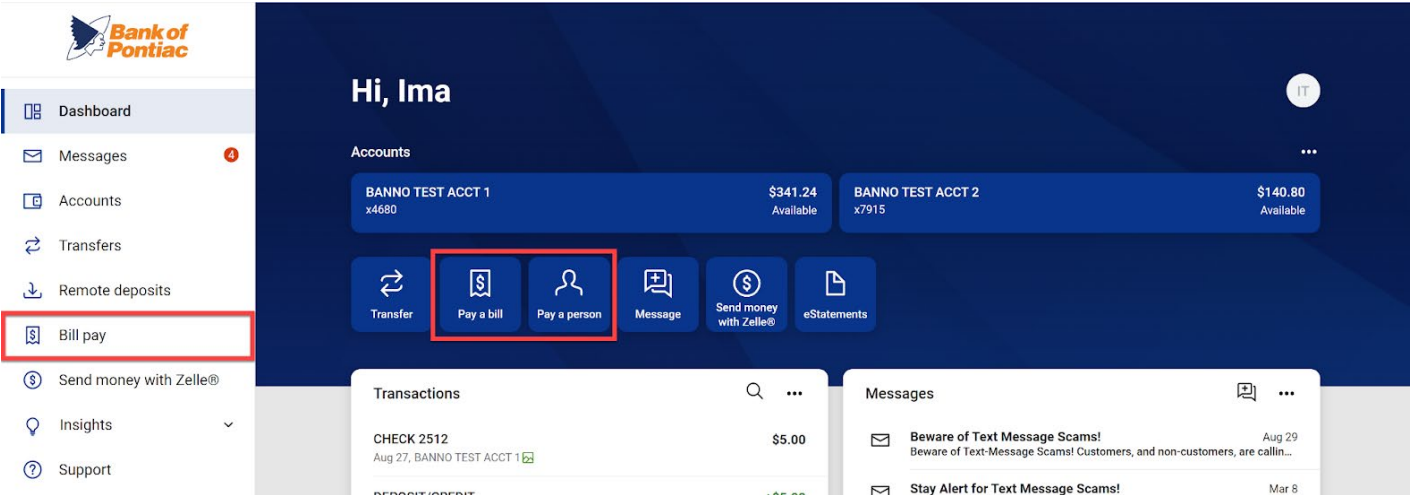 Bank of
Pontiac
Dashboard
Messages 4
Accounts
Transfers
Remote deposits
Bill pay
Send money with Zelle®
Insights
Support
Hi, Ima
IT
Accounts
BANNO TEST ACCT 1 $341.24
x4680 Available
BANNO TEST ACCT 2 $140.80
x7915 Available
Transfer
Pay a bill
Pay a person
Message
Send money
with Zelle®
eStatements
Transactions
CHECK 2512 $5.00
Aug 27, BANNO TEST ACCT 1
DEPOSIT/CREDIT +$5.00
Messages
Beware of Text Message Scams! Aug 29
Beware of Text-Message Scams! Customers, and non-customers, are callin...
Stay Alert for Text Message Scams! Mar 8